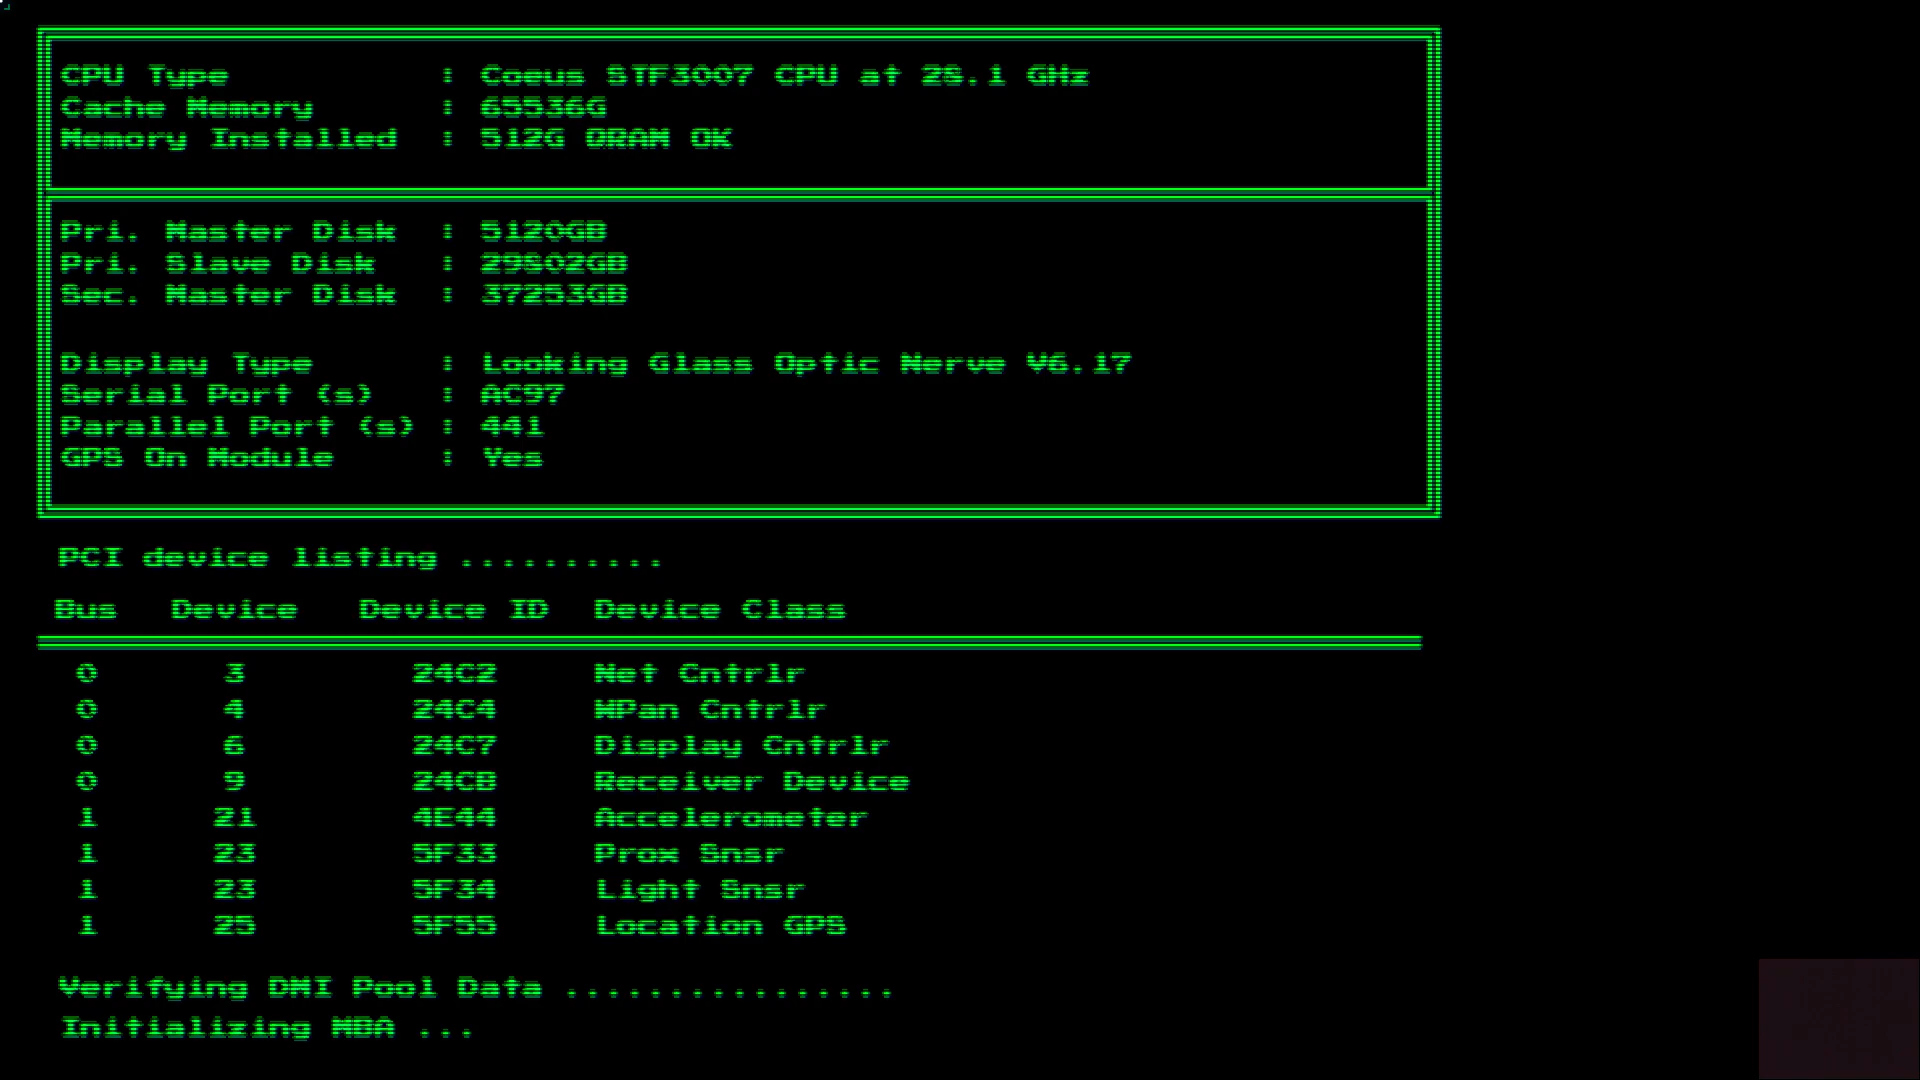 CPU Type : Coeus STF3007 CPU at 28.1 GHz
Cache Memory : 65536G
Memory Installed : 512G QRAM OK
Pri. Master Disk : 5120GB
Pri. Slave Disk : 29802GB
Sec. Master Disk : 37253GB
Display Type : Looking Glass Optic Nerve V6.17
Serial Port (s) : AC97
Parallel Port (s) : 441
GPS On Module : Yes
PCI device listing ..........
Bus Device Device ID Device Class
0 3 24C2 Net Cntrlr
0 4 24C4 WPan Cntrlr
0 6 24C7 Display Cntrlr
0 9 24CB Receiver Device
1 21 4E44 Accelerometer
1 23 5F33 Prox Snsr
1 23 5F34 Light Snsr
1 25 5F55 Location GPS
Verifying DMI Pool Data ................
Initializing MBA ...